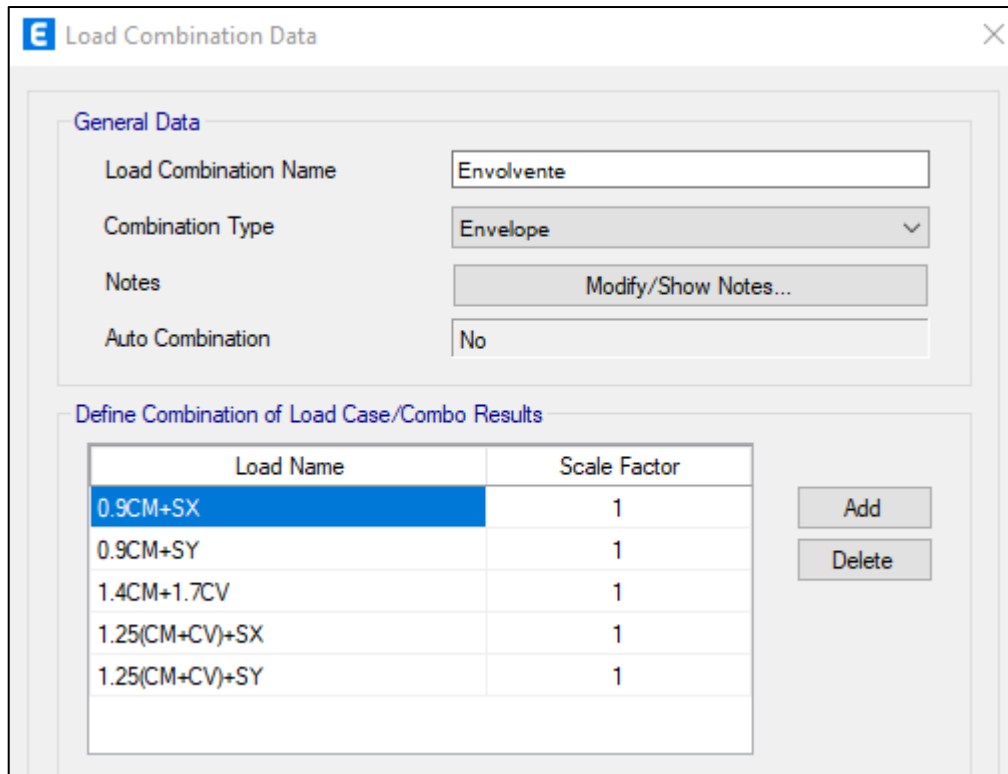 E Load Combination Data
General Data
Load Combination Name Envolvente
Combination Type Envelope
Notes Modify/Show Notes...
Auto Combination No
Define Combination of Load Case/Combo Results
Load Name Scale Factor
0.9CM+SX 1 Add
0.9CM+SY 1 Delete
1.4CM+1.7CV 1
1.25(CM+CV)+SX 1
1.25(CM+CV)+SY 1